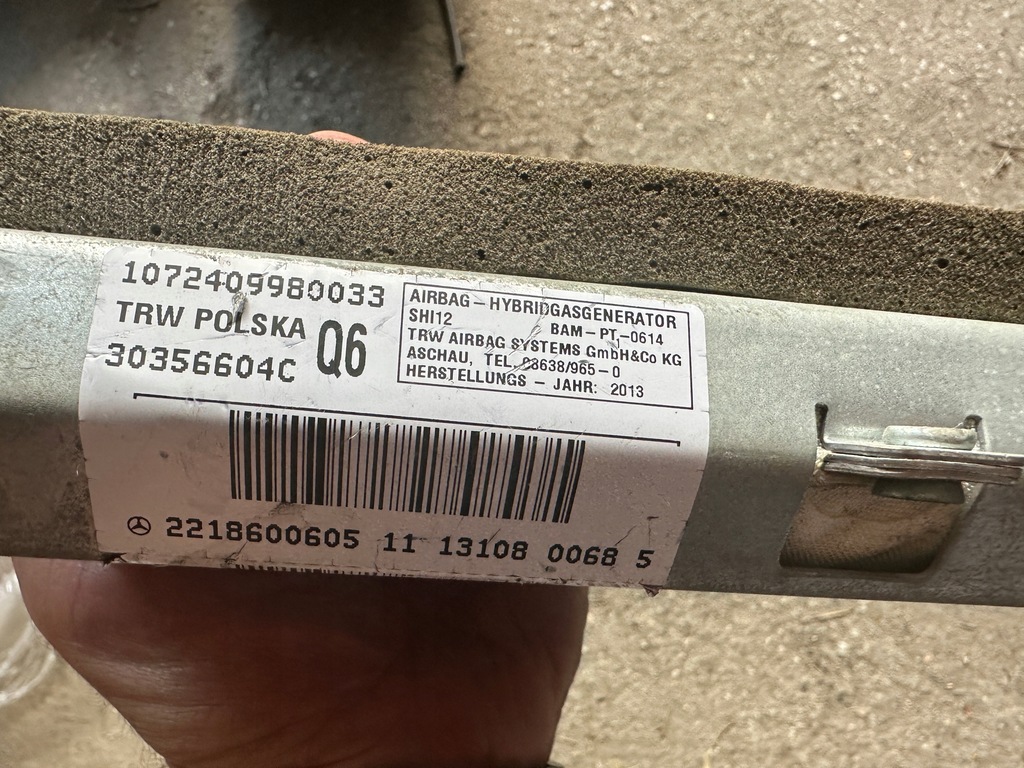 1072409980033
TRW POLSKA Q6
30356604C
AIRBAG - HYBRIDGASGENERATOR
SHI12
BAM - PT - 0614
TRW AIRBAG SYSTEMS GmbH&Co KG
ASCHAU, TEL. 08638/965-0
HERSTELLUNGS - JAHR: 2013
2218600605 11 13108 0068 5